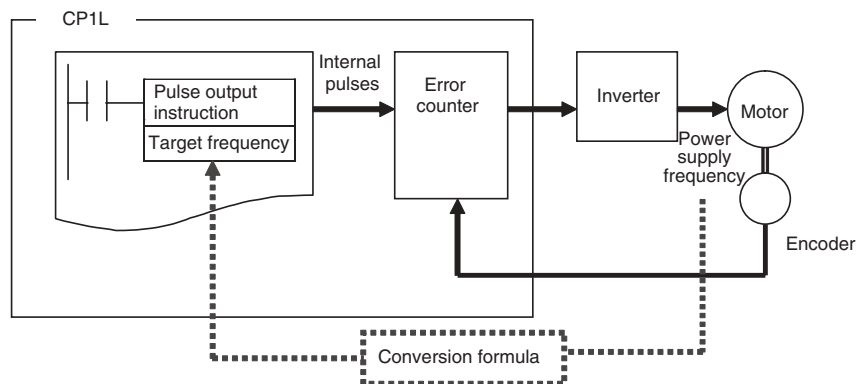 CP1L
Internal
pulses
Pulse output
instruction
Target frequency
Error
counter
Inverter
Motor
Power
supply
frequency
Encoder
Conversion formula